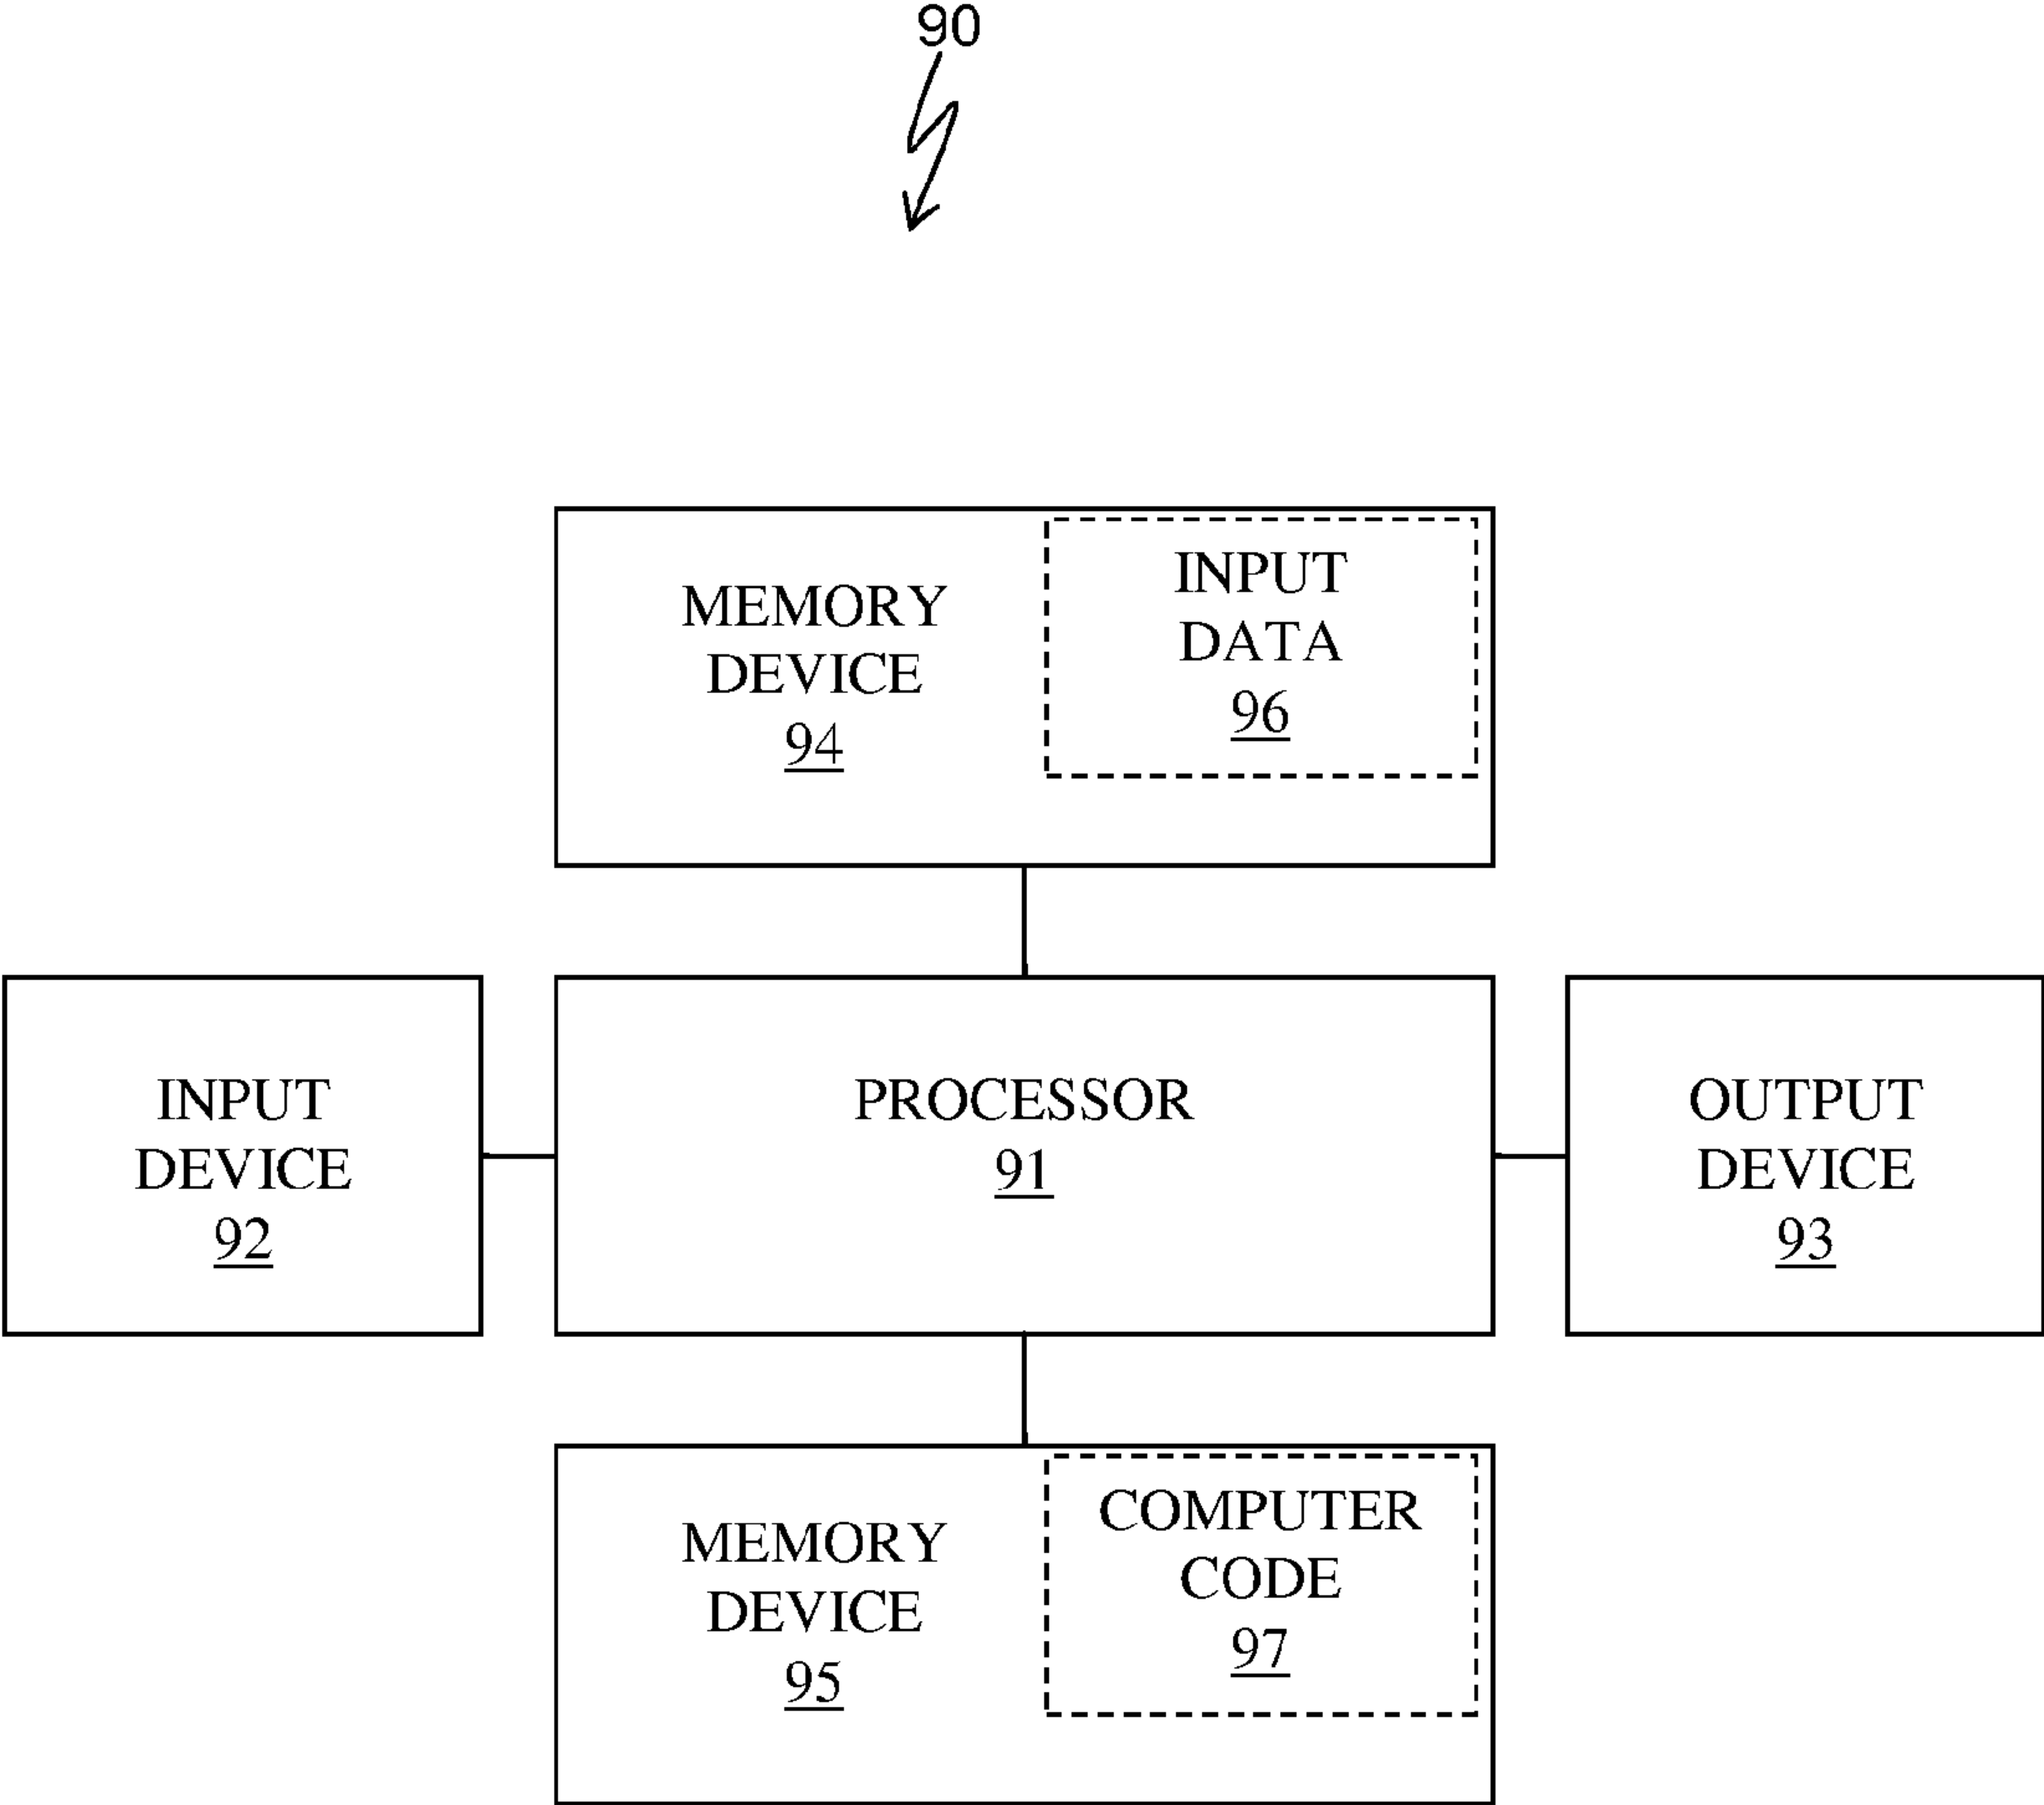 90
MEMORY
DEVICE
94
INPUT
DATA
96
INPUT
DEVICE
92
PROCESSOR
91
OUTPUT
DEVICE
93
MEMORY
DEVICE
95
COMPUTER
CODE
97